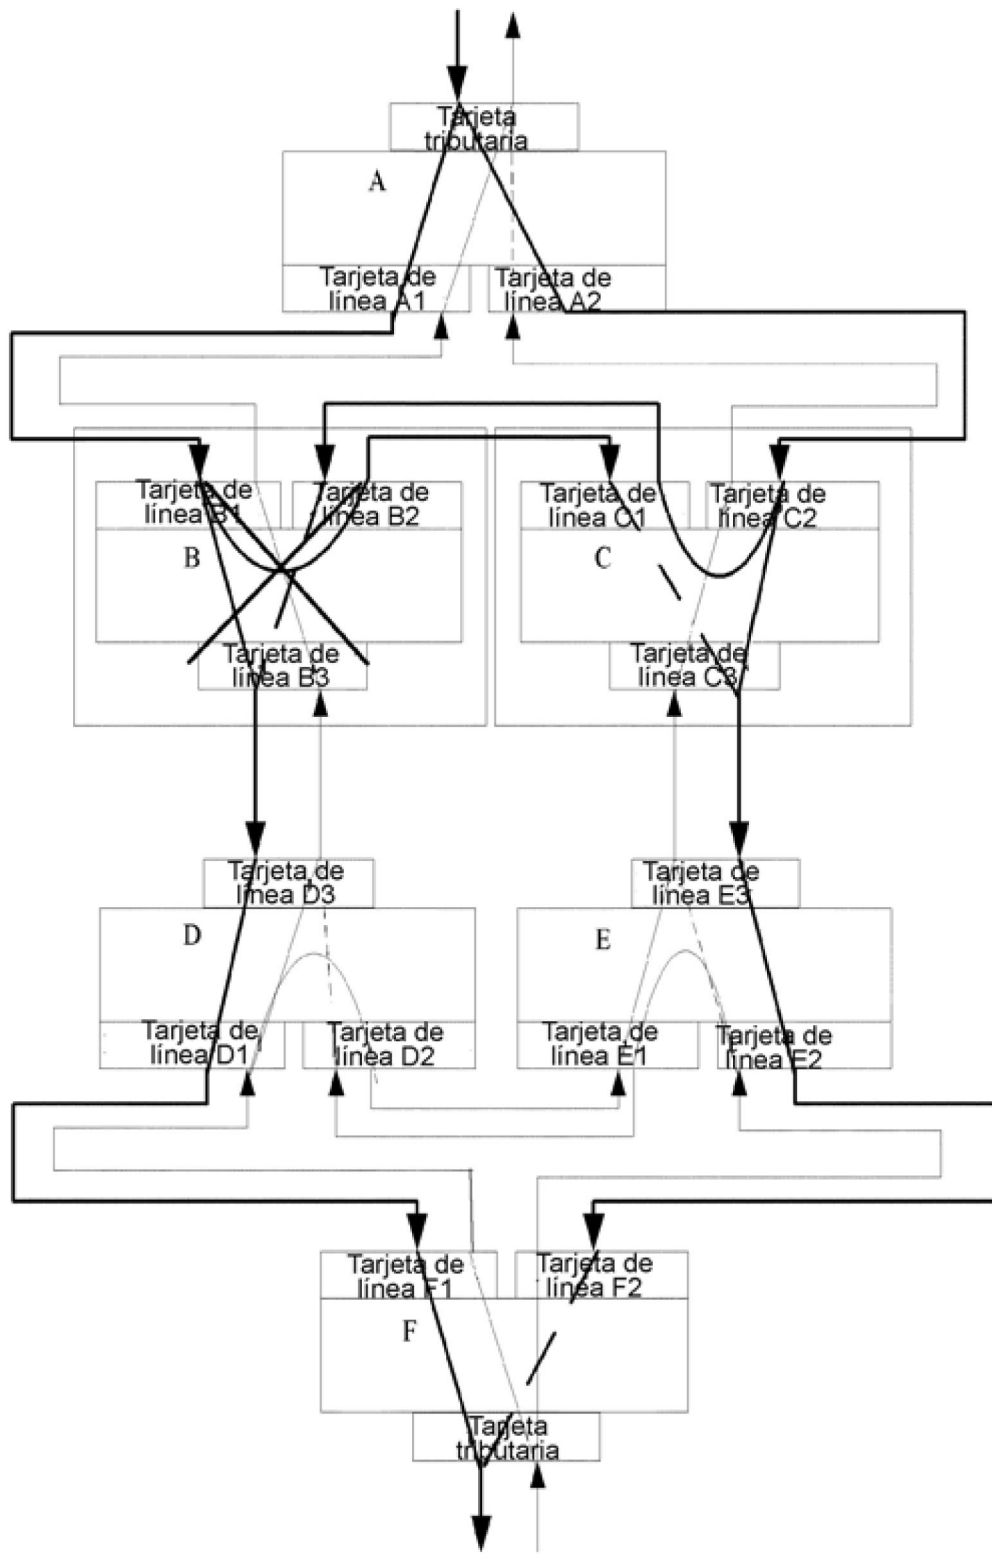 Tarjeta
tributaria
A
Tarjeta de
línea A1
Tarjeta de
línea A2
Tarjeta de
línea B1
Tarjeta de
línea B2
B
Tarjeta de
línea B3
Tarjeta de
línea C1
Tarjeta de
línea C2
C
Tarjeta de
línea C3
Tarjeta de
línea D3
D
Tarjeta de
línea D1
Tarjeta de
línea D2
Tarjeta de
línea E3
E
Tarjeta de
línea E1
Tarjeta de
línea E2
Tarjeta de
línea F1
Tarjeta de
línea F2
F
Tarjeta
tributaria